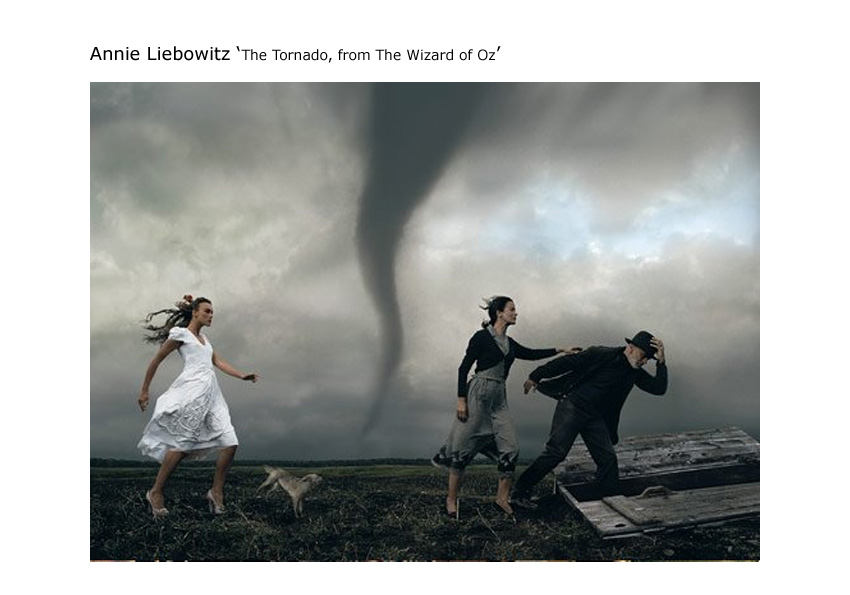 Annie Liebowitz ‘The Tornado, from The Wizard of Oz’